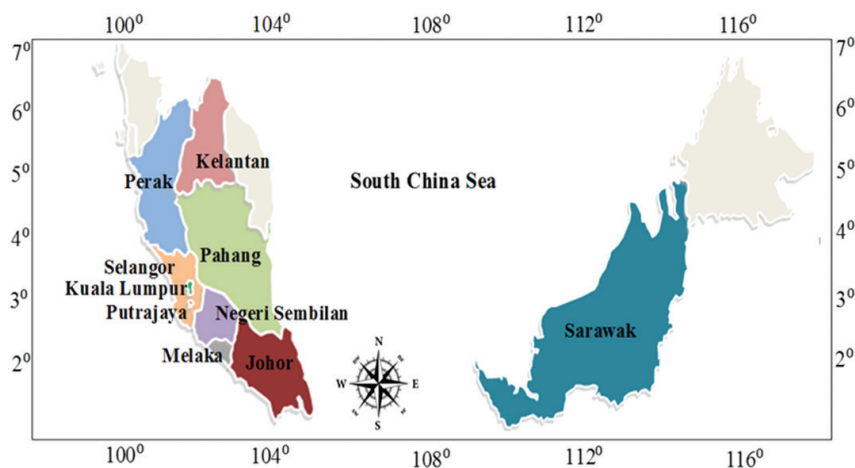 100⁰ 104⁰ 108⁰ 112⁰ 116⁰
7⁰ 7⁰
6⁰ 6⁰
Kelantan
Perak
South China Sea
5⁰ 5⁰
4⁰ 4⁰
Pahang
Selangor
Kuala Lumpur
3⁰ 3⁰
Putrajaya
Negeri Sembilan
Sarawak
Melaka
Johor
2⁰ 2⁰
N
W E
S
100⁰ 104⁰ 108⁰ 112⁰ 116⁰